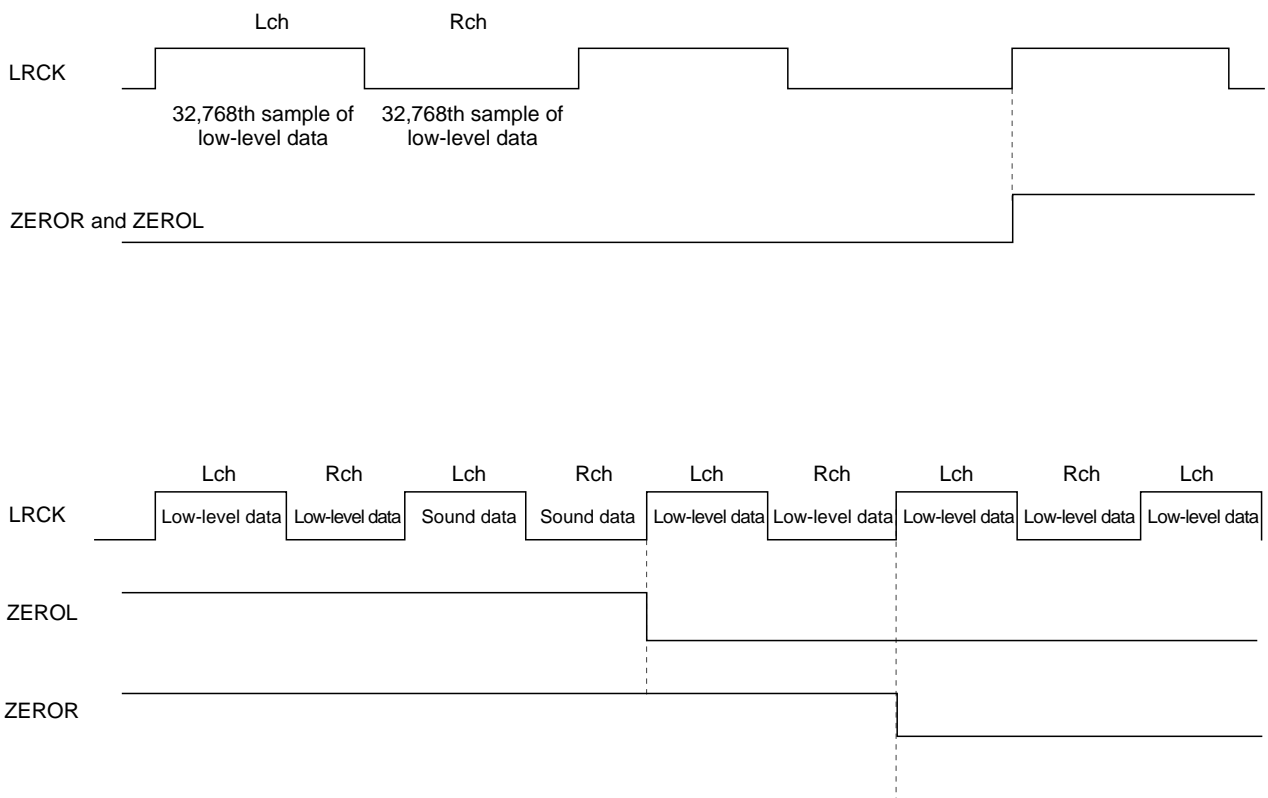 Lch Rch
LRCK
32,768th sample of low-level data
32,768th sample of low-level data
ZEROR and ZEROL
Lch Rch Lch Rch Lch Rch Lch Rch Lch
LRCK
Low-level data Low-level data Sound data Sound data Low-level data Low-level data Low-level data Low-level data Low-level data
ZEROL
ZEROR